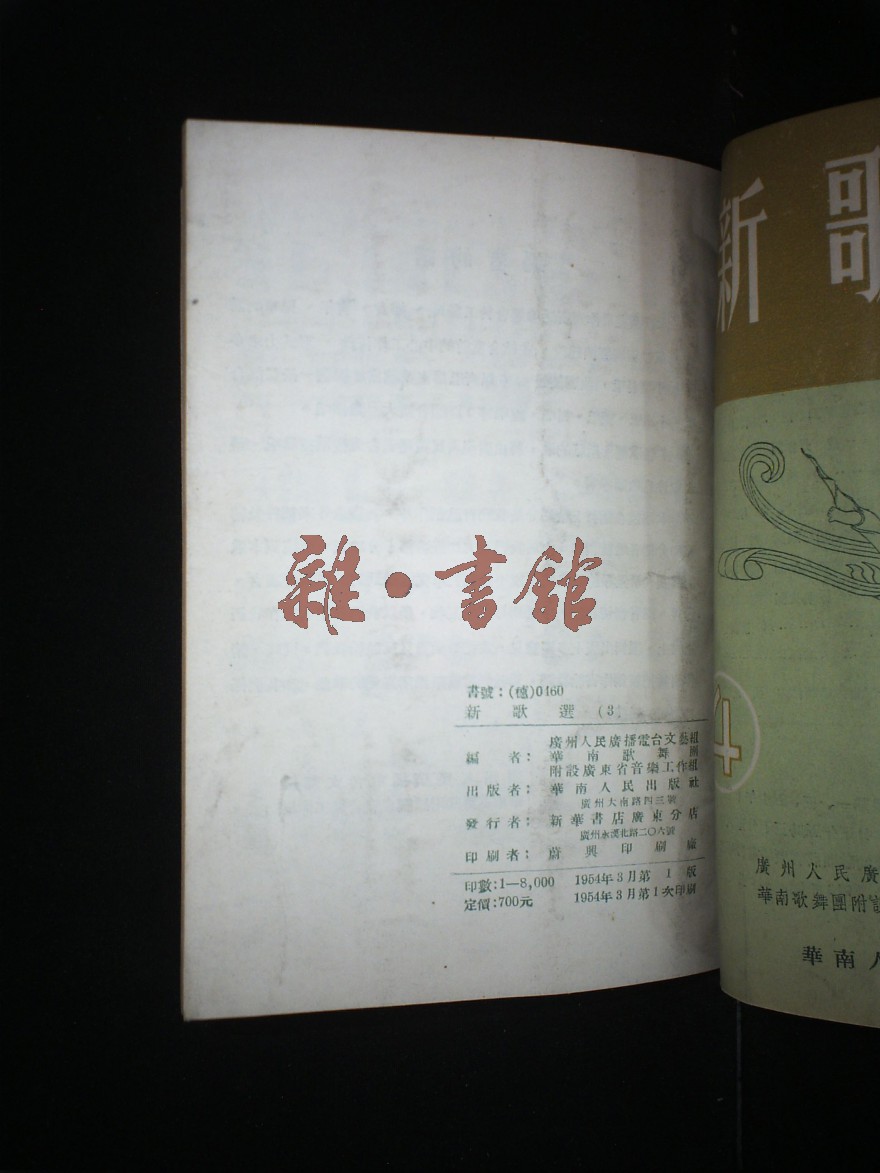 雜·書舘
書號：(穗)0460
新歌選(3
編者：廣州人民廣播電台文藝組
華南歌舞團
附設廣東省音樂工作組
出版者：華南人民出版社
廣州大南路四三號
發行者：新華書店廣東分店
廣州永漢北路二〇六號
印刷者：蔚興印刷廠
印數：1—8,000 1954年3月第1版
定價：700元 1954年3月第1次印刷
新歌
4
廣州人民廣
華南歌舞團附設
華南人